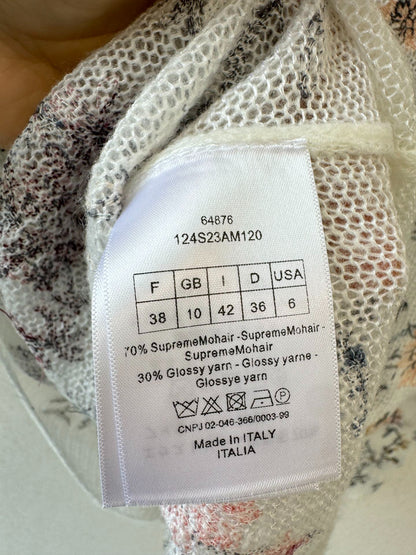 64876
124S23AM120
F GB I D USA
38 10 42 36 6
70% SupremeMohair -SupremeMohair -
SupremeMohair
30% Glossy yarn - Glossy yarne -
Glossye yarn
P
CNPJ 02-046-366/0003-99
Made In ITALY
ITALIA